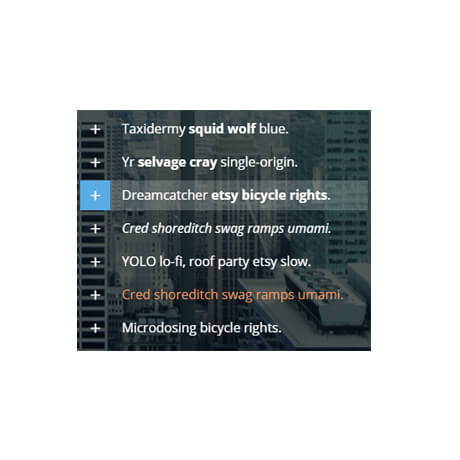 + Taxidermy squid wolf blue.
+ Yr selvage cray single-origin.
+ Dreamcatcher etsy bicycle rights.
+ Cred shoreditch swag ramps umami.
+ YOLO lo-fi, roof party etsy slow.
+ Cred shoreditch swag ramps umami.
+ Microdosing bicycle rights.